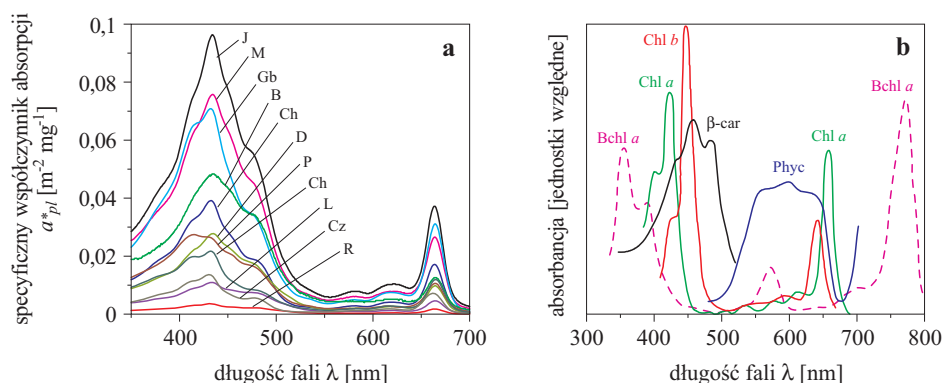 specyficzny współczynnik absorpcji
a*pl [m-2 mg-1]
0,1
0,08
0,06
0,04
0,02
0
400
500
600
700
długość fali λ [nm]
a
J
M
Gb
B
Ch
D
P
Ch
L
Cz
R
absorbancja [jednostki względne]
b
Bchl a
Chl a
Chl b
β-car
Phyc
Chl a
Bchl a
300
400
500
600
700
800
długość fali λ [nm]